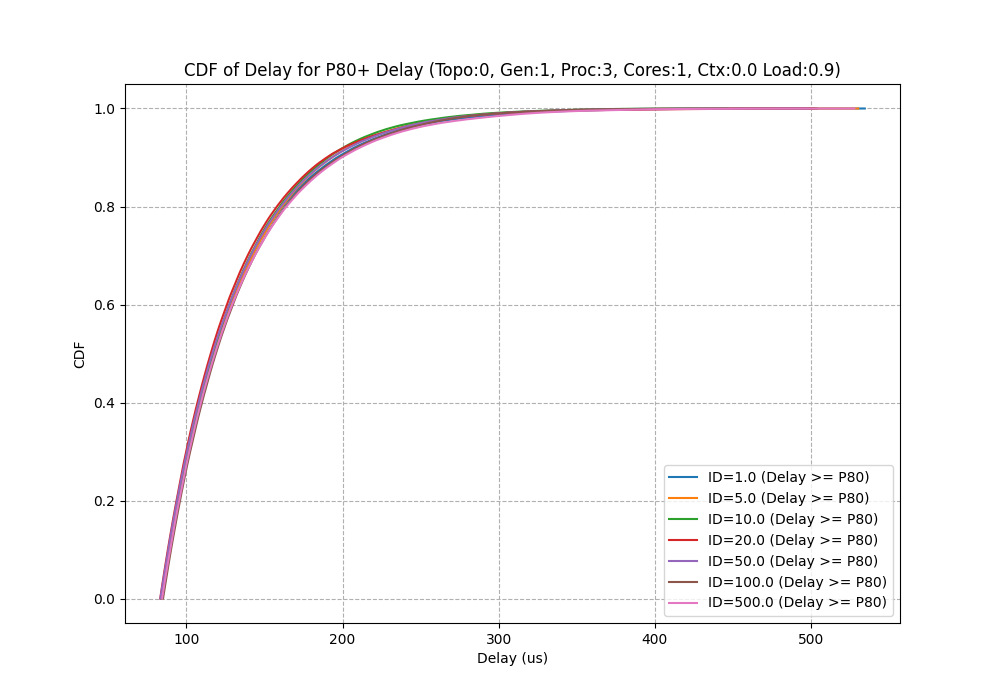 CDF of Delay for P80+ Delay (Topo:0, Gen:1, Proc:3, Cores:1, Ctx:0.0 Load:0.9)
1.0
0.8
0.6
0.4
0.2
0.0
CDF
100
200
300
400
500
Delay (us)
ID=1.0 (Delay >= P80)
ID=5.0 (Delay >= P80)
ID=10.0 (Delay >= P80)
ID=20.0 (Delay >= P80)
ID=50.0 (Delay >= P80)
ID=100.0 (Delay >= P80)
ID=500.0 (Delay >= P80)